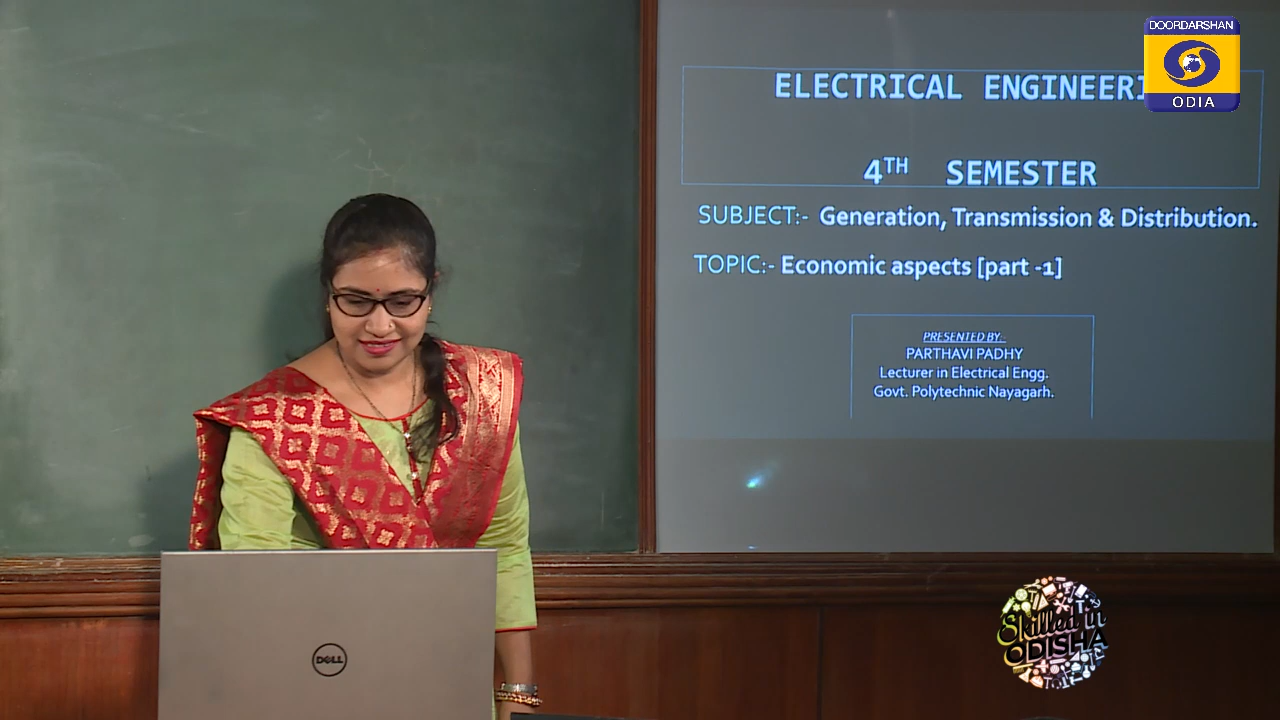 DOORDARSHAN
ODIA
ELECTRICAL ENGINEERI
4TH SEMESTER
SUBJECT:- Generation, Transmission & Distribution.
TOPIC:- Economic aspects [part -1]
PRESENTED BY-
PARTHAVI PADHY
Lecturer in Electrical Engg.
Govt. Polytechnic Nayagarh.
DELL
Skilled in
ODISHA